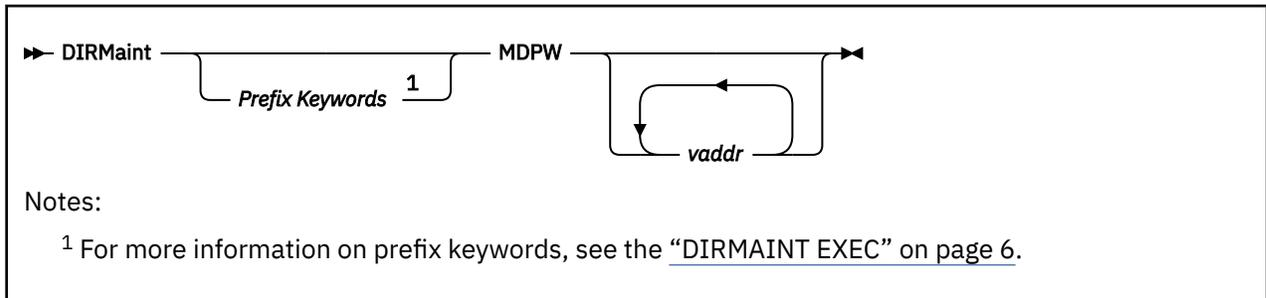 DIRMaint MDPW
Prefix Keywords 1
vaddr
Notes:
1 For more information on prefix keywords, see the “DIRMAINT EXEC” on page 6.